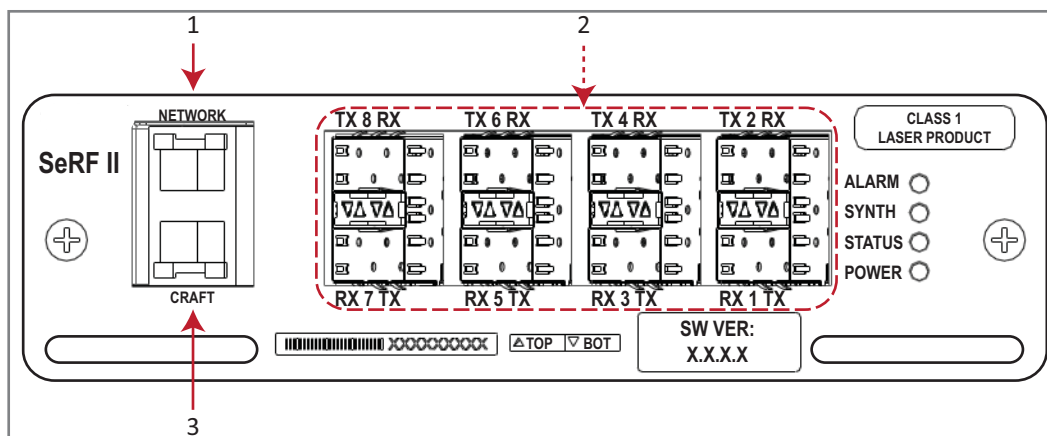 1
2
NETWORK
SeRF II
CRAFT
3
TX 8 RX
TX 6 RX
TX 4 RX
TX 2 RX
RX 7 TX
RX 5 TX
RX 3 TX
RX 1 TX
CLASS 1
LASER PRODUCT
ALARM
SYNTH
STATUS
POWER
XXXXXXXXXX
△TOP ▽BOT
SW VER:
X.X.X.X